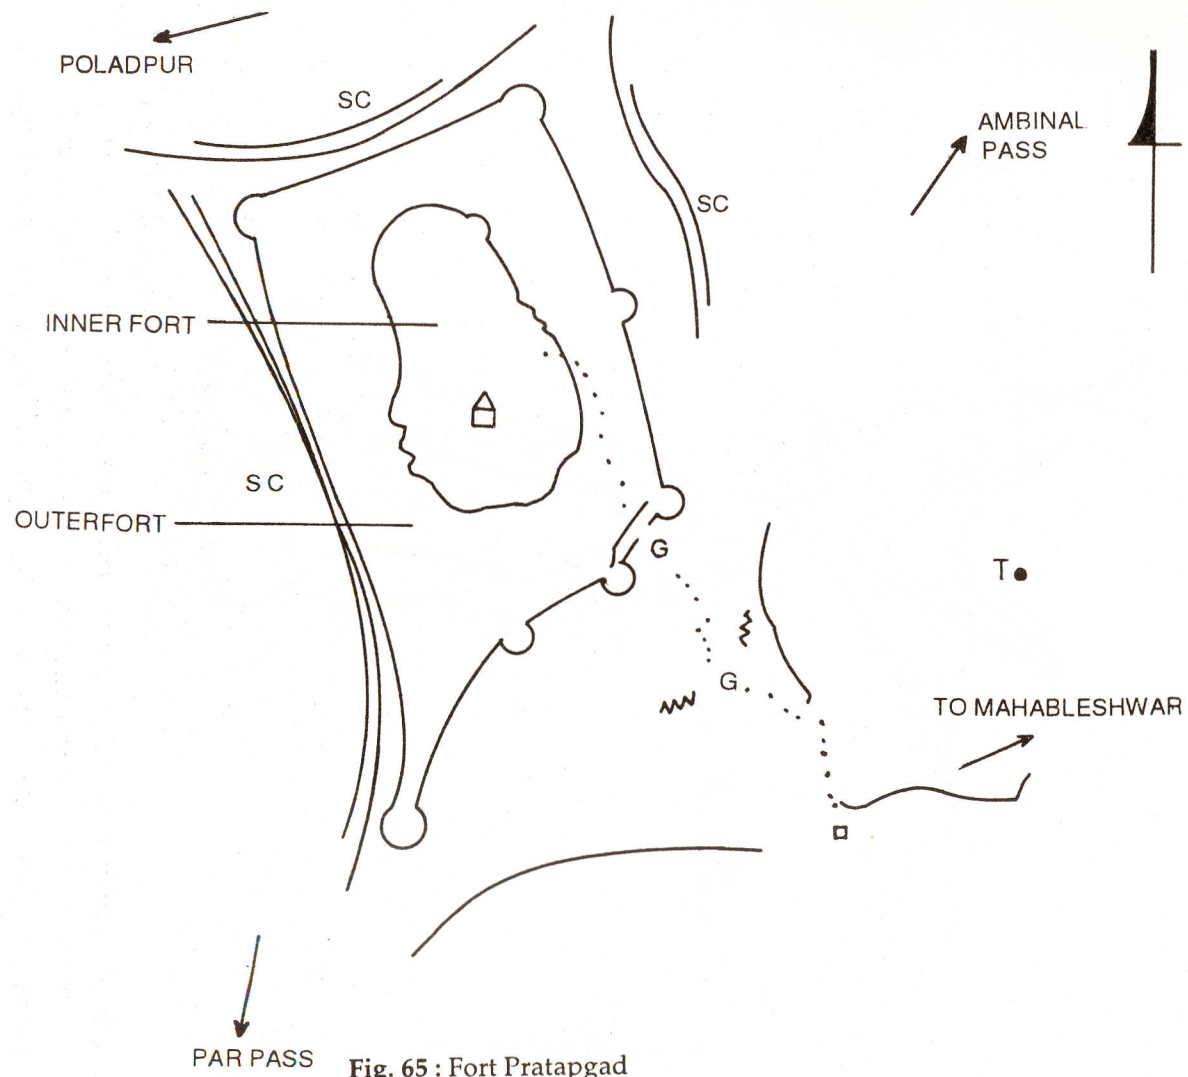 POLADPUR
SC
AMBINAL
PASS
SC
INNER FORT
SC
OUTERFORT
G
T
G
TO MAHABLESHWAR
PAR PASS
Fig. 65 : Fort Pratapgad